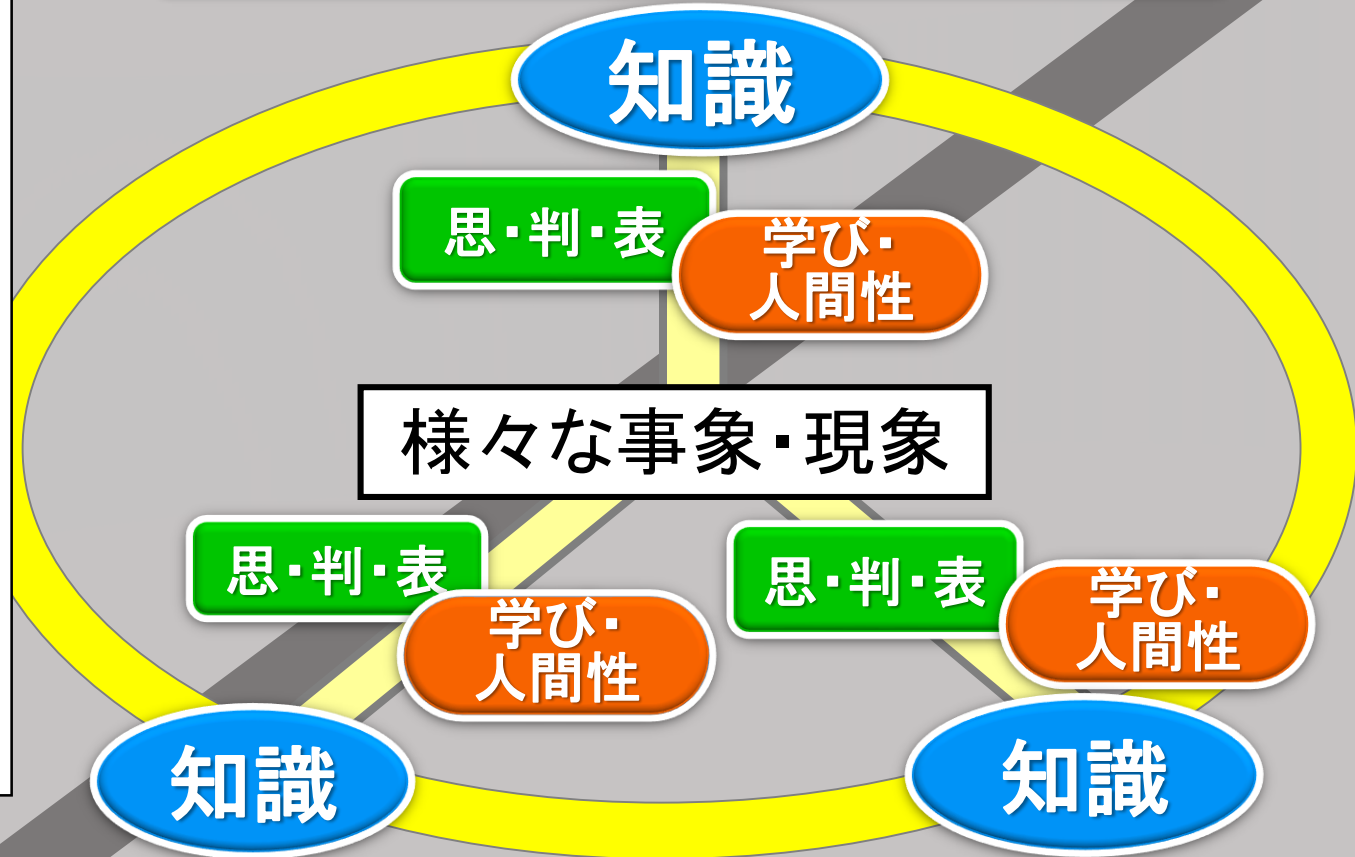 知識
思・判・表
学び・
人間性
様々な事象・現象
思・判・表
学び・
人間性
思・判・表
学び・
人間性
知識
知識